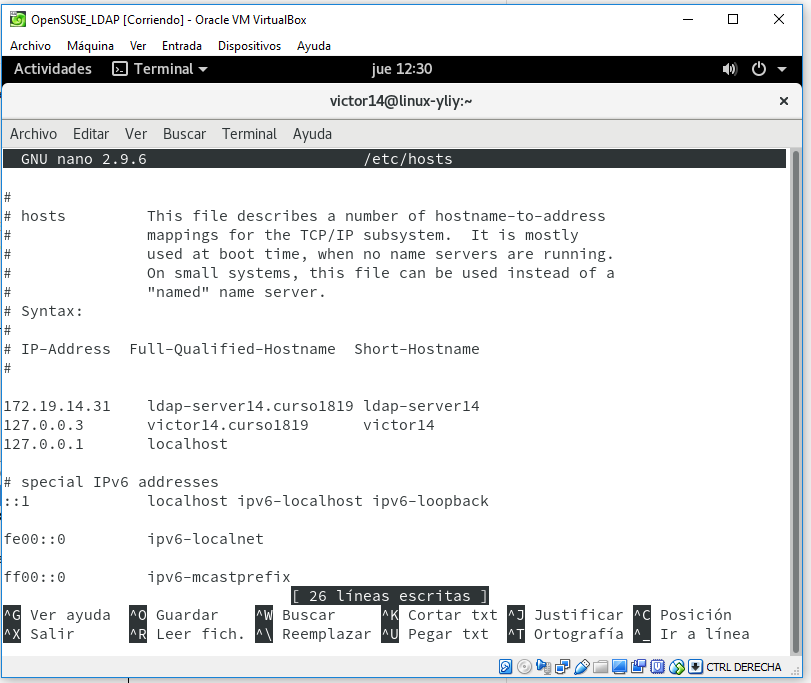 OpenSUSE_LDAP [Corriendo] - Oracle VM VirtualBox
Archivo Máquina Ver Entrada Dispositivos Ayuda
Actividades Terminal jue 12:30
victor14@linux-yliy:~
Archivo Editar Ver Buscar Terminal Ayuda
GNU nano 2.9.6 /etc/hosts
#
# hosts This file describes a number of hostname-to-address
# mappings for the TCP/IP subsystem. It is mostly
# used at boot time, when no name servers are running.
# On small systems, this file can be used instead of a
# "named" name server.
# Syntax:
#
# IP-Address Full-Qualified-Hostname Short-Hostname
#
172.19.14.31 ldap-server14.curso1819 ldap-server14
127.0.0.3 victor14.curso1819 victor14
127.0.0.1 localhost
# special IPv6 addresses
::1 localhost ipv6-localhost ipv6-loopback
fe00::0 ipv6-localnet
ff00::0 ipv6-mcastprefix
[ 26 líneas escritas ]
^G Ver ayuda ^O Guardar ^W Buscar ^K Cortar txt ^J Justificar ^C Posición
^X Salir ^R Leer fich. ^\ Reemplazar ^U Pegar txt ^T Ortografía ^_ Ir a línea
CTRL DERECHA